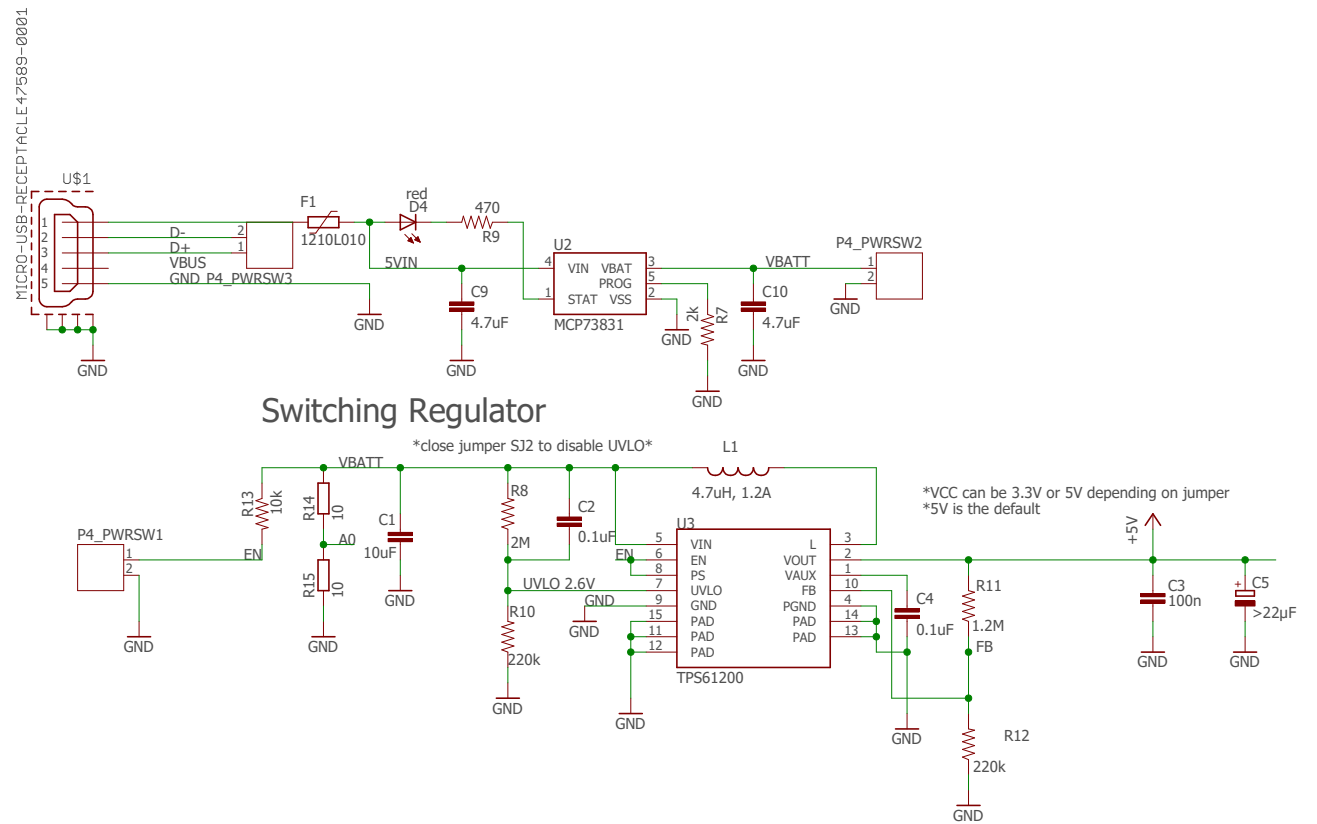 MICRO-USB-RECEPTACLE47589-0001
U$1
1
2
3
4
5
D-
D+
VBUS
GND
2
1
P4_PWRSW3
F1
1210L010
red
D4
470
R9
5VIN
U2
4
1
VIN
VBAT
PROG
STAT
VSS
3
5
2
MCP73831
C9
4.7uF
2k
R7
VBATT
C10
4.7uF
P4_PWRSW2
1
2
GND
GND
GND
GND
GND
GND
GND
Switching Regulator
*close jumper SJ2 to disable UVLO*
L1
4.7uH, 1.2A
*VCC can be 3.3V or 5V depending on jumper
*5V is the default
VBATT
R13
10k
R14
10
A0
R15
10
C1
10uF
P4_PWRSW1
1
2
EN
R8
2M
C2
0.1uF
UVLO 2.6V
R10
220k
EN
GND
U3
5
6
8
7
9
15
11
12
VIN
EN
PS
UVLO
GND
PAD
PAD
PAD
L
VOUT
VAUX
FB
PGND
PAD
PAD
3
2
1
10
4
14
13
TPS61200
C4
0.1uF
R11
1.2M
FB
R12
220k
+5V
C3
100n
+
C5
>22µF
GND
GND
GND
GND
GND
GND
GND
GND
GND
GND